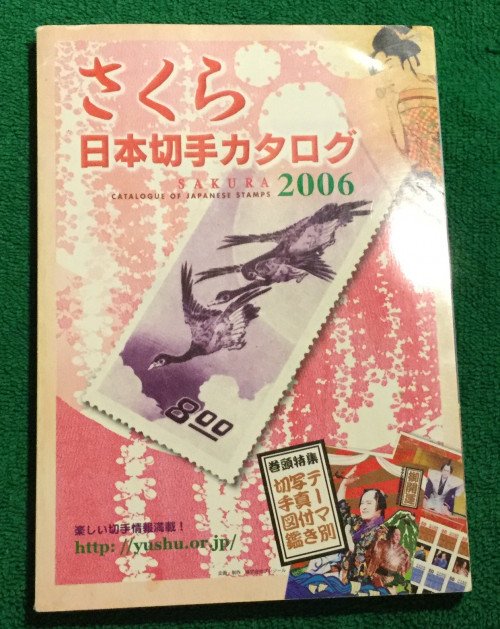 さくら
日本切手カタログ
SAKURA
CATALOGUE OF JAPANESE STAMPS
2006
800
巻頭特集
テーマ別
写真付き
切手図鑑
楽しい切手情報満載!
http://yushu.or.jp/